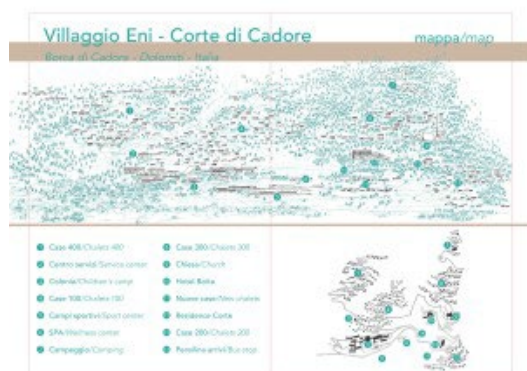 Villaggio Eni - Corte di Cadore
mappa/map
Borca di Cadore - Dolomiti - Italia
Case 400/Chalets 400
Centro servizi/Service center
Colonia/Children's camp
Case 100/Chalets 100
Campi sportivi/Sport center
SPA/Wellness center
Campeggio/Camping
Case 300/Chalets 300
Chiesa/Church
Hotel Boite
Nuove case/New chalets
Residence Corte
Case 200/Chalets 200
Pensilina arrivi/Bus stop